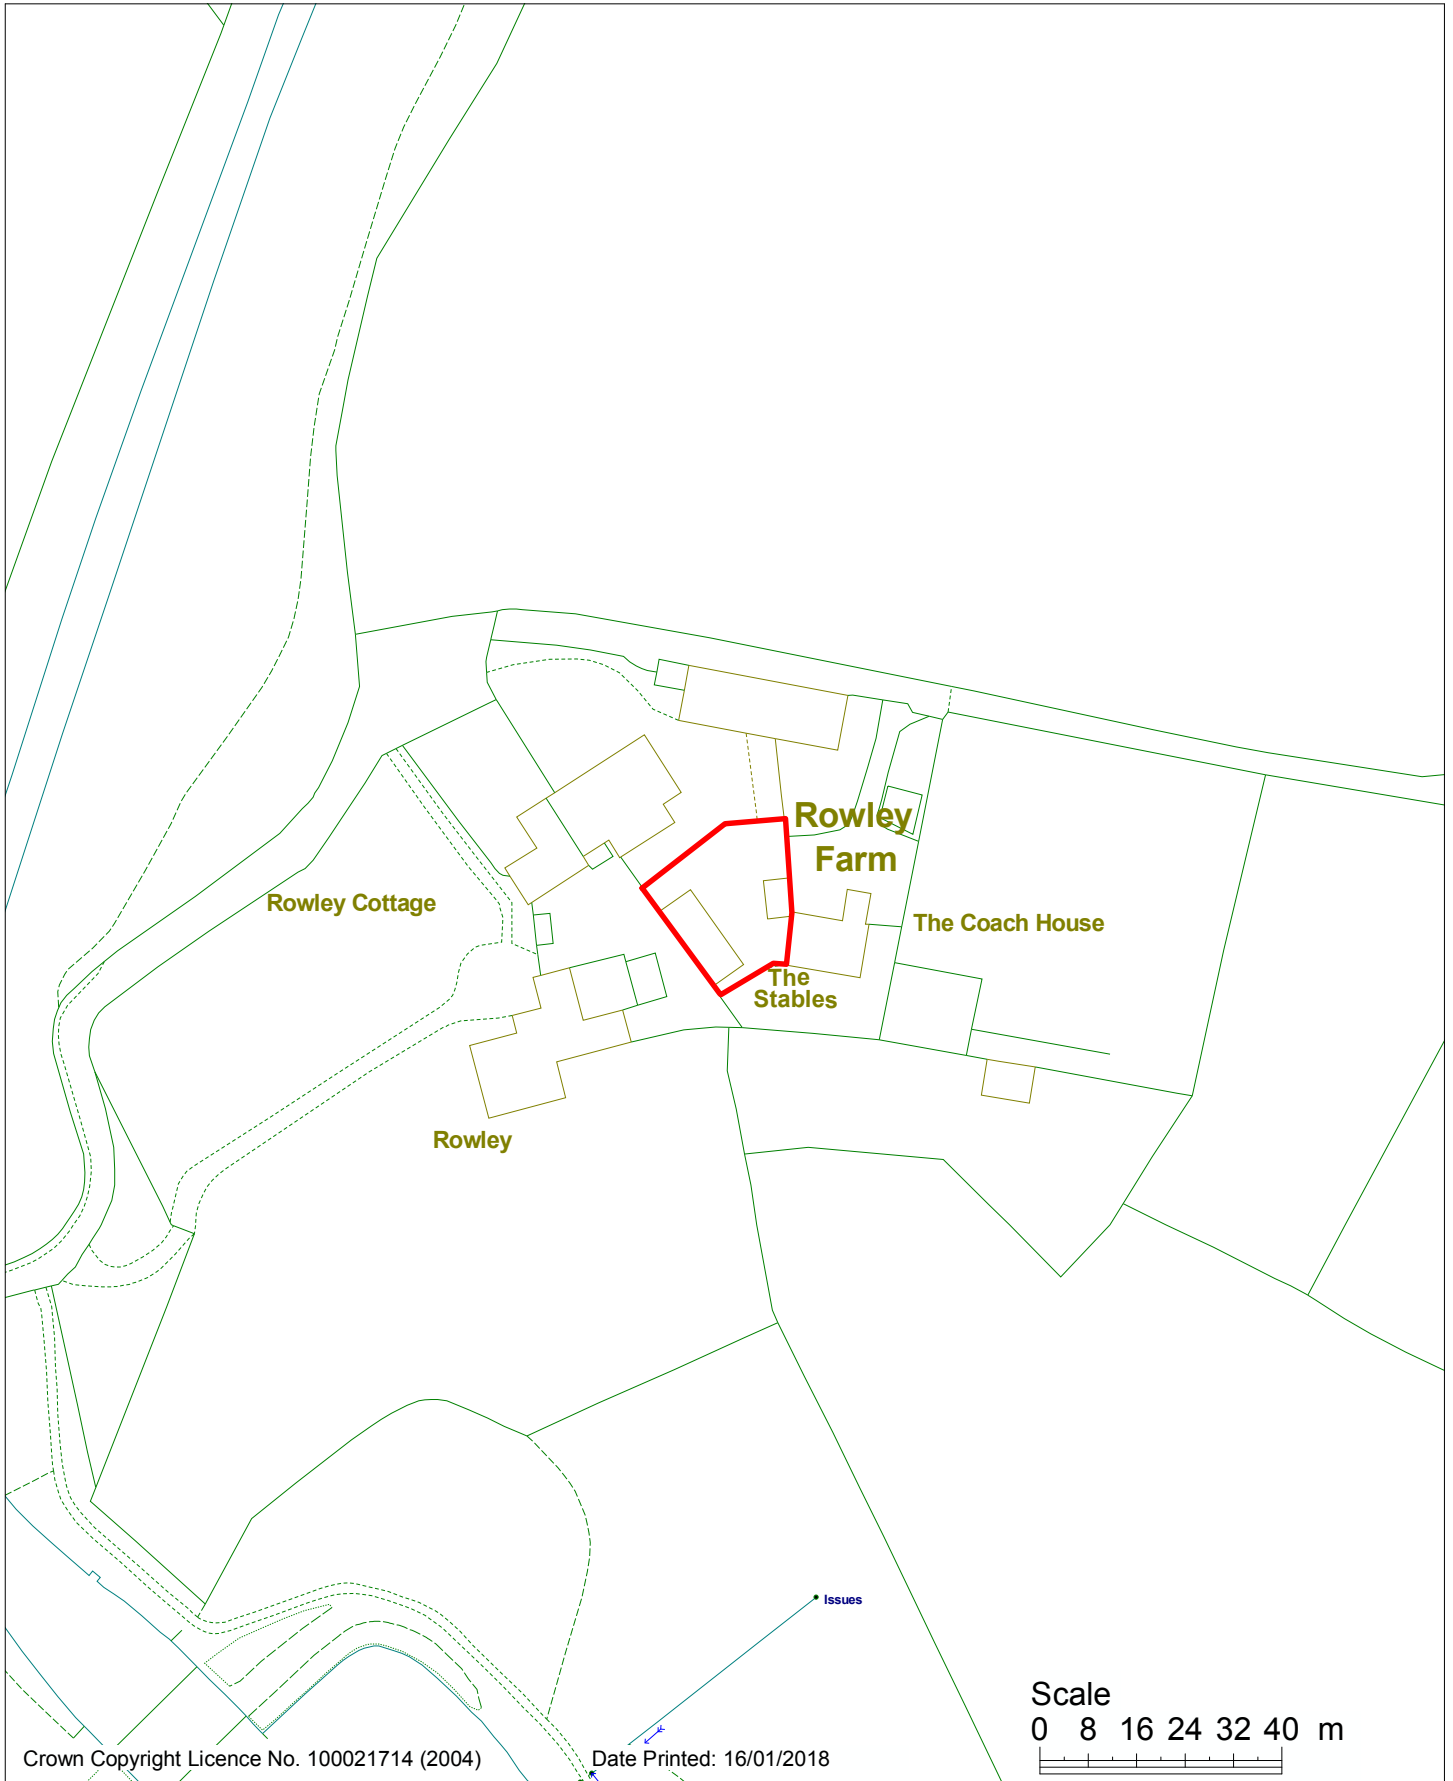 Rowley
Farm
Rowley Cottage
The Coach House
The
Stables
Rowley
Issues
Scale
0 8 16 24 32 40 m
Crown Copyright Licence No. 100021714 (2004)
Date Printed: 16/01/2018